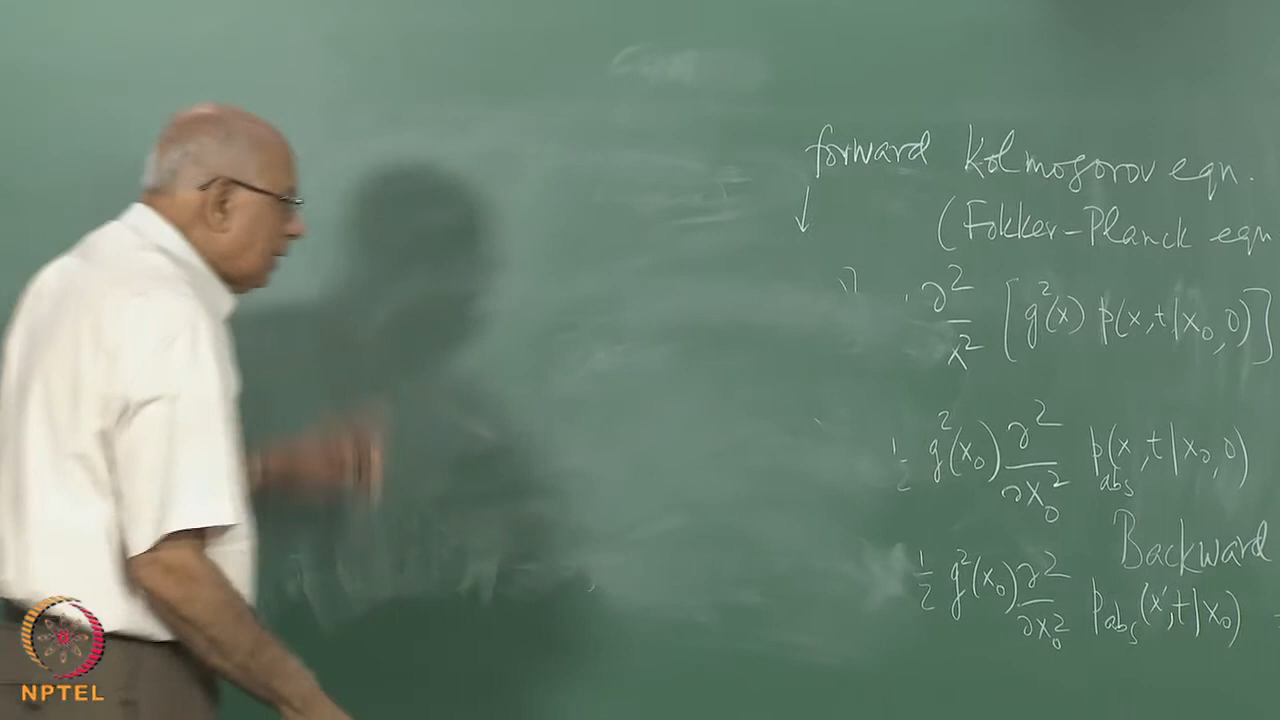 forward Kolmogorov eqn.
↓ (Fokker-Planck eqn
∂²/x² [g²(x) p(x,t|x₀,0)]
½ g²(x₀) ∂²/∂x₀² p_abs(x,t|x₀,0)
Backward
½ g²(x₀) ∂²/∂x₀² p_abs(x',t|x₀)
NPTEL